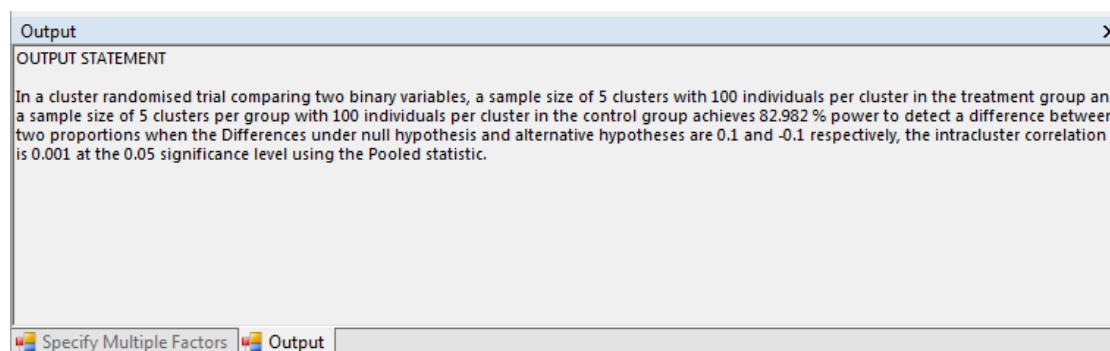 Output
OUTPUT STATEMENT
In a cluster randomised trial comparing two binary variables, a sample size of 5 clusters with 100 individuals per cluster in the treatment group an
a sample size of 5 clusters per group with 100 individuals per cluster in the control group achieves 82.982 % power to detect a difference between
two proportions when the Differences under null hypothesis and alternative hypotheses are 0.1 and -0.1 respectively, the intracluster correlation
is 0.001 at the 0.05 significance level using the Pooled statistic.
Specify Multiple Factors Output